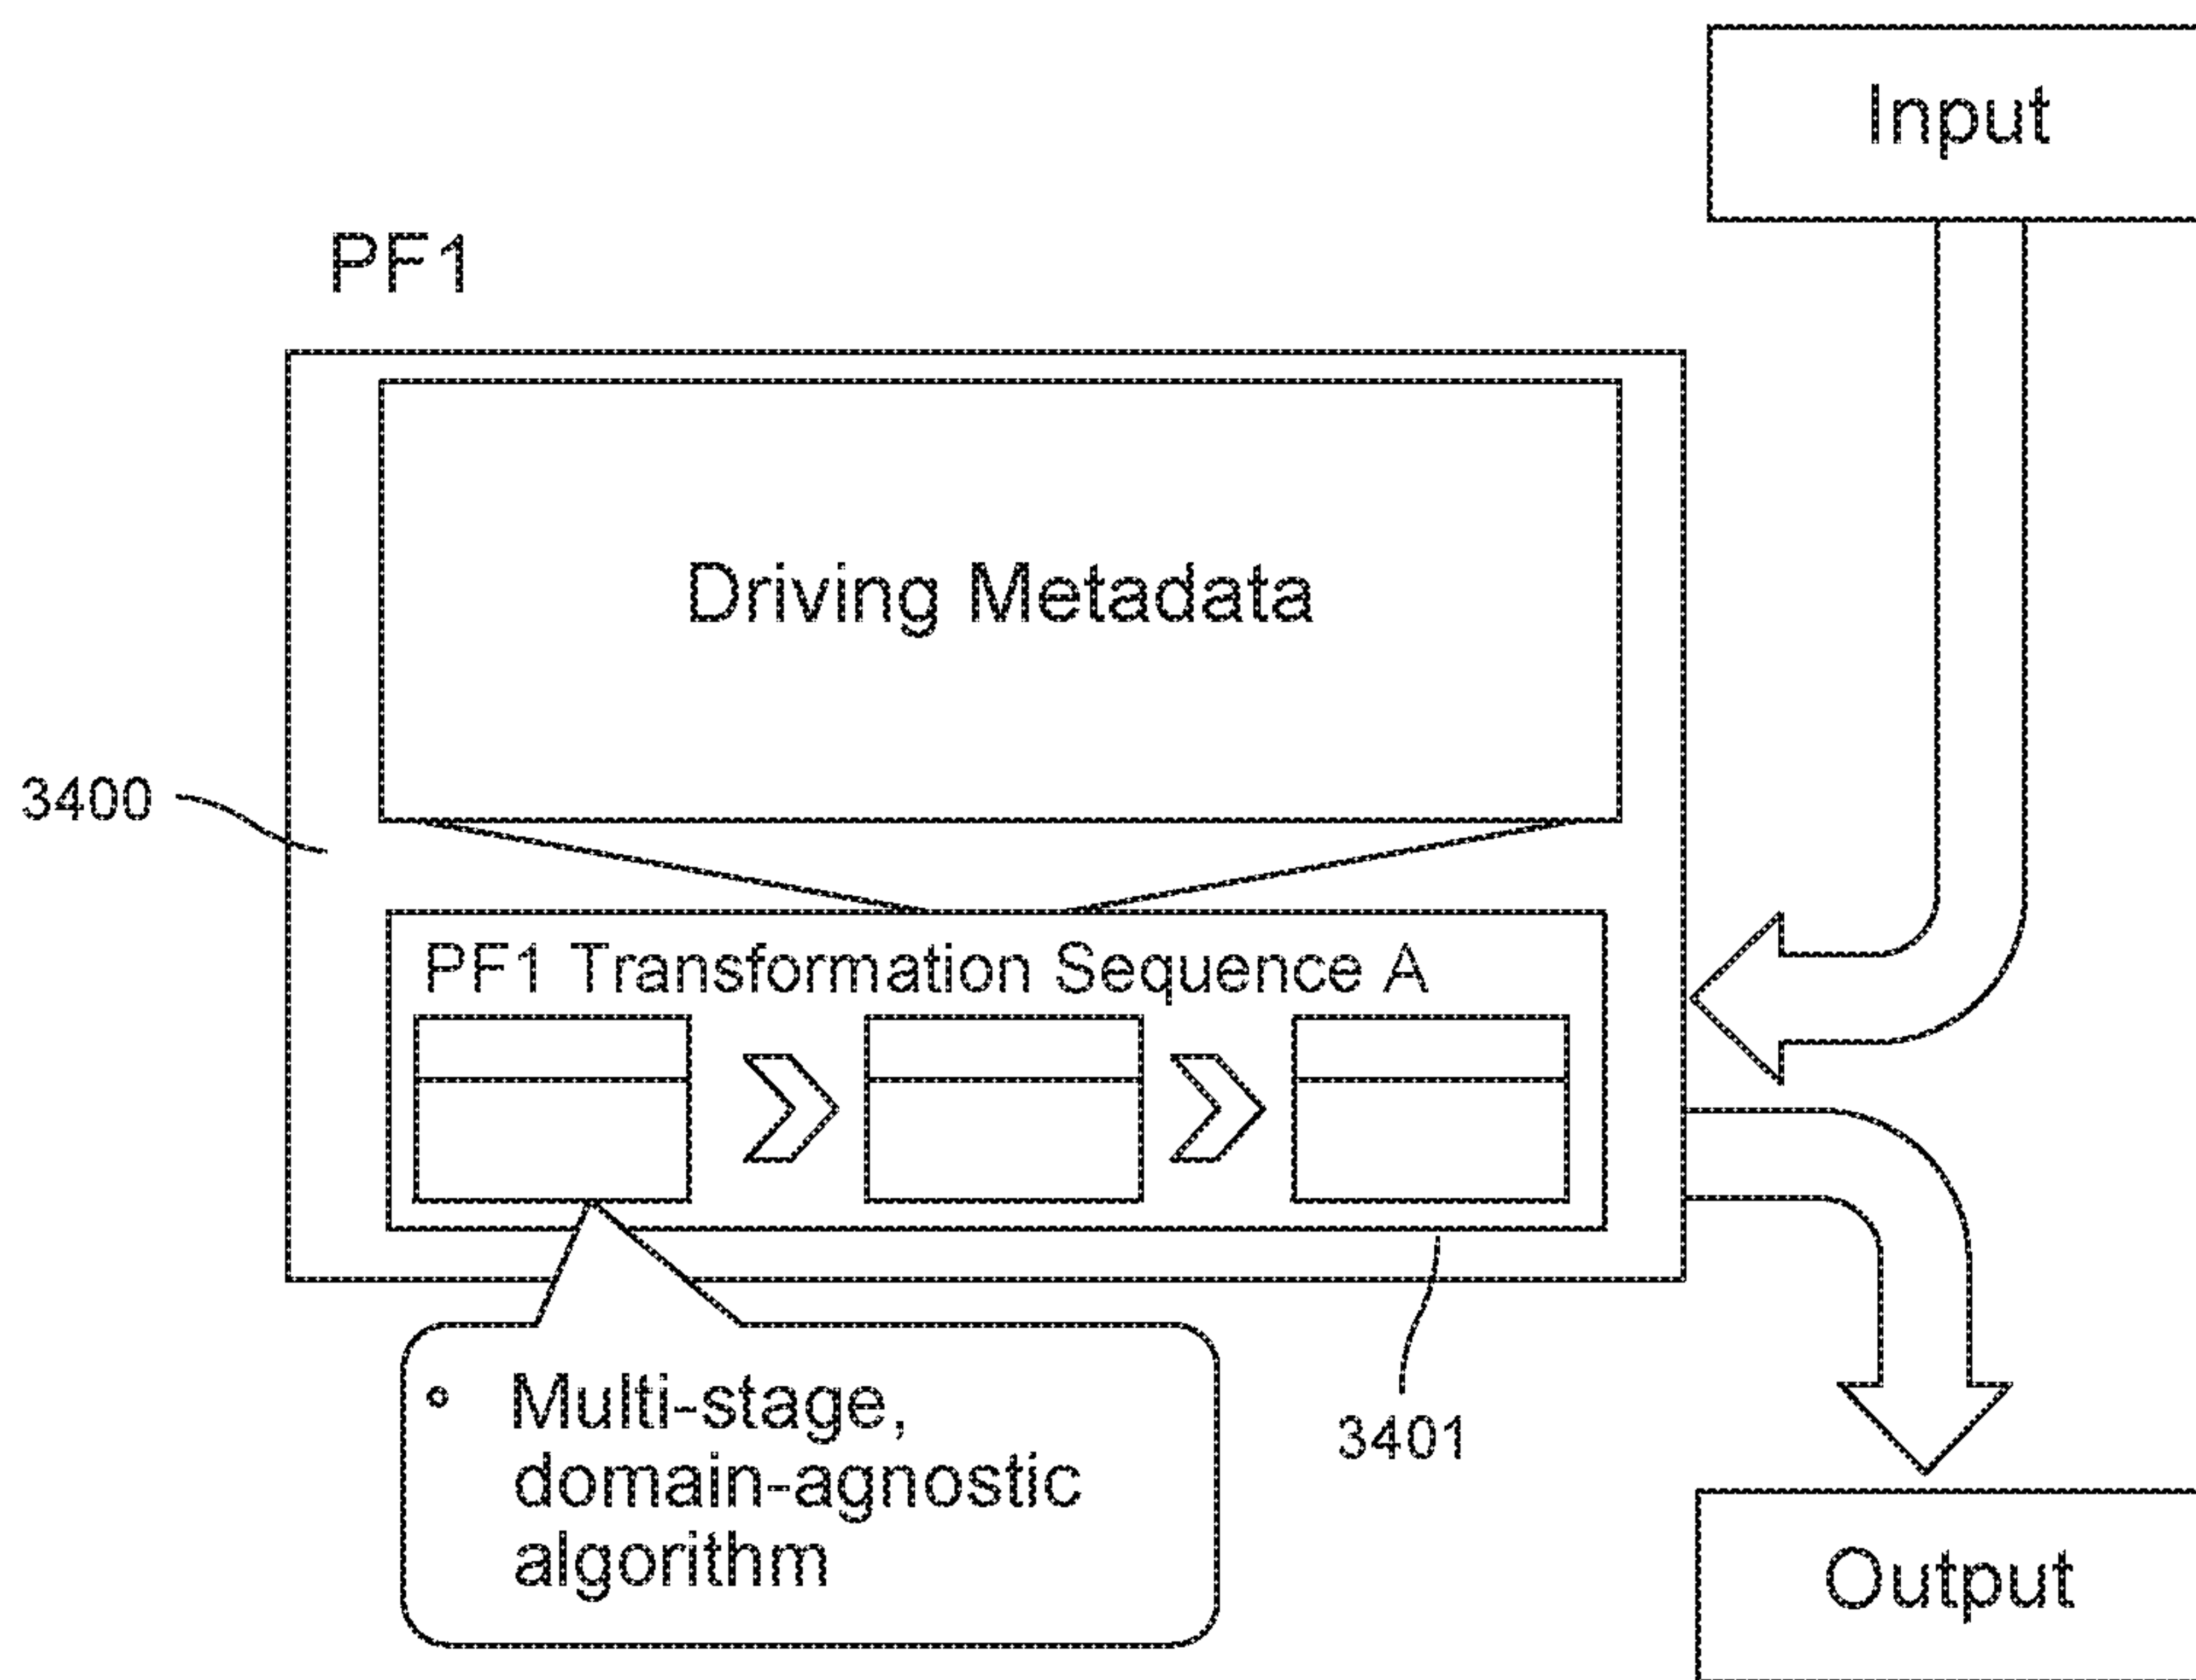 Input
PF1
Driving Metadata
3400
PF1 Transformation Sequence A
• Multi-stage,
domain-agnostic
algorithm
3401
Output